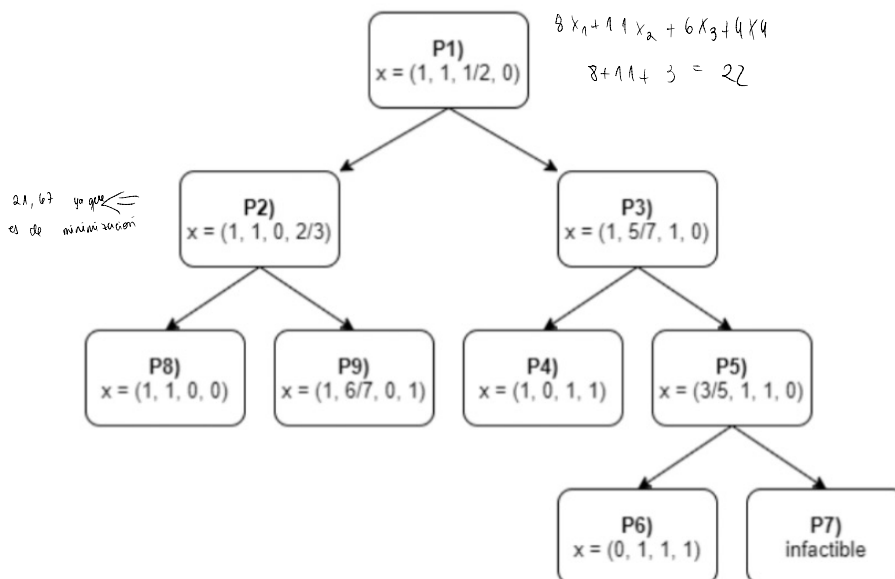 P1)
x = (1, 1, 1/2, 0)
8x₁+11x₂ + 6x₃+4x4
8+11+ 3 = 22
21,67 ya que
es de minimización
P2)
x = (1, 1, 0, 2/3)
P3)
x = (1, 5/7, 1, 0)
P8)
x = (1, 1, 0, 0)
P9)
x = (1, 6/7, 0, 1)
P4)
x = (1, 0, 1, 1)
P5)
x = (3/5, 1, 1, 0)
P6)
x = (0, 1, 1, 1)
P7)
infactible